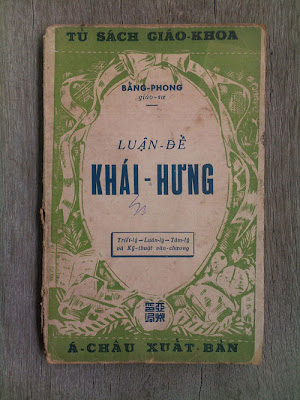 TỦ SÁCH GIÁO-KHOA
BẰNG-PHONG
giáo-sư
LUẬN-ĐỀ
KHÁI-HƯNG
Triết-lý — Luân-lý — Tâm-lý
và Kỹ-thuật văn-chương
Á-CHÂU XUẤT-BẢN